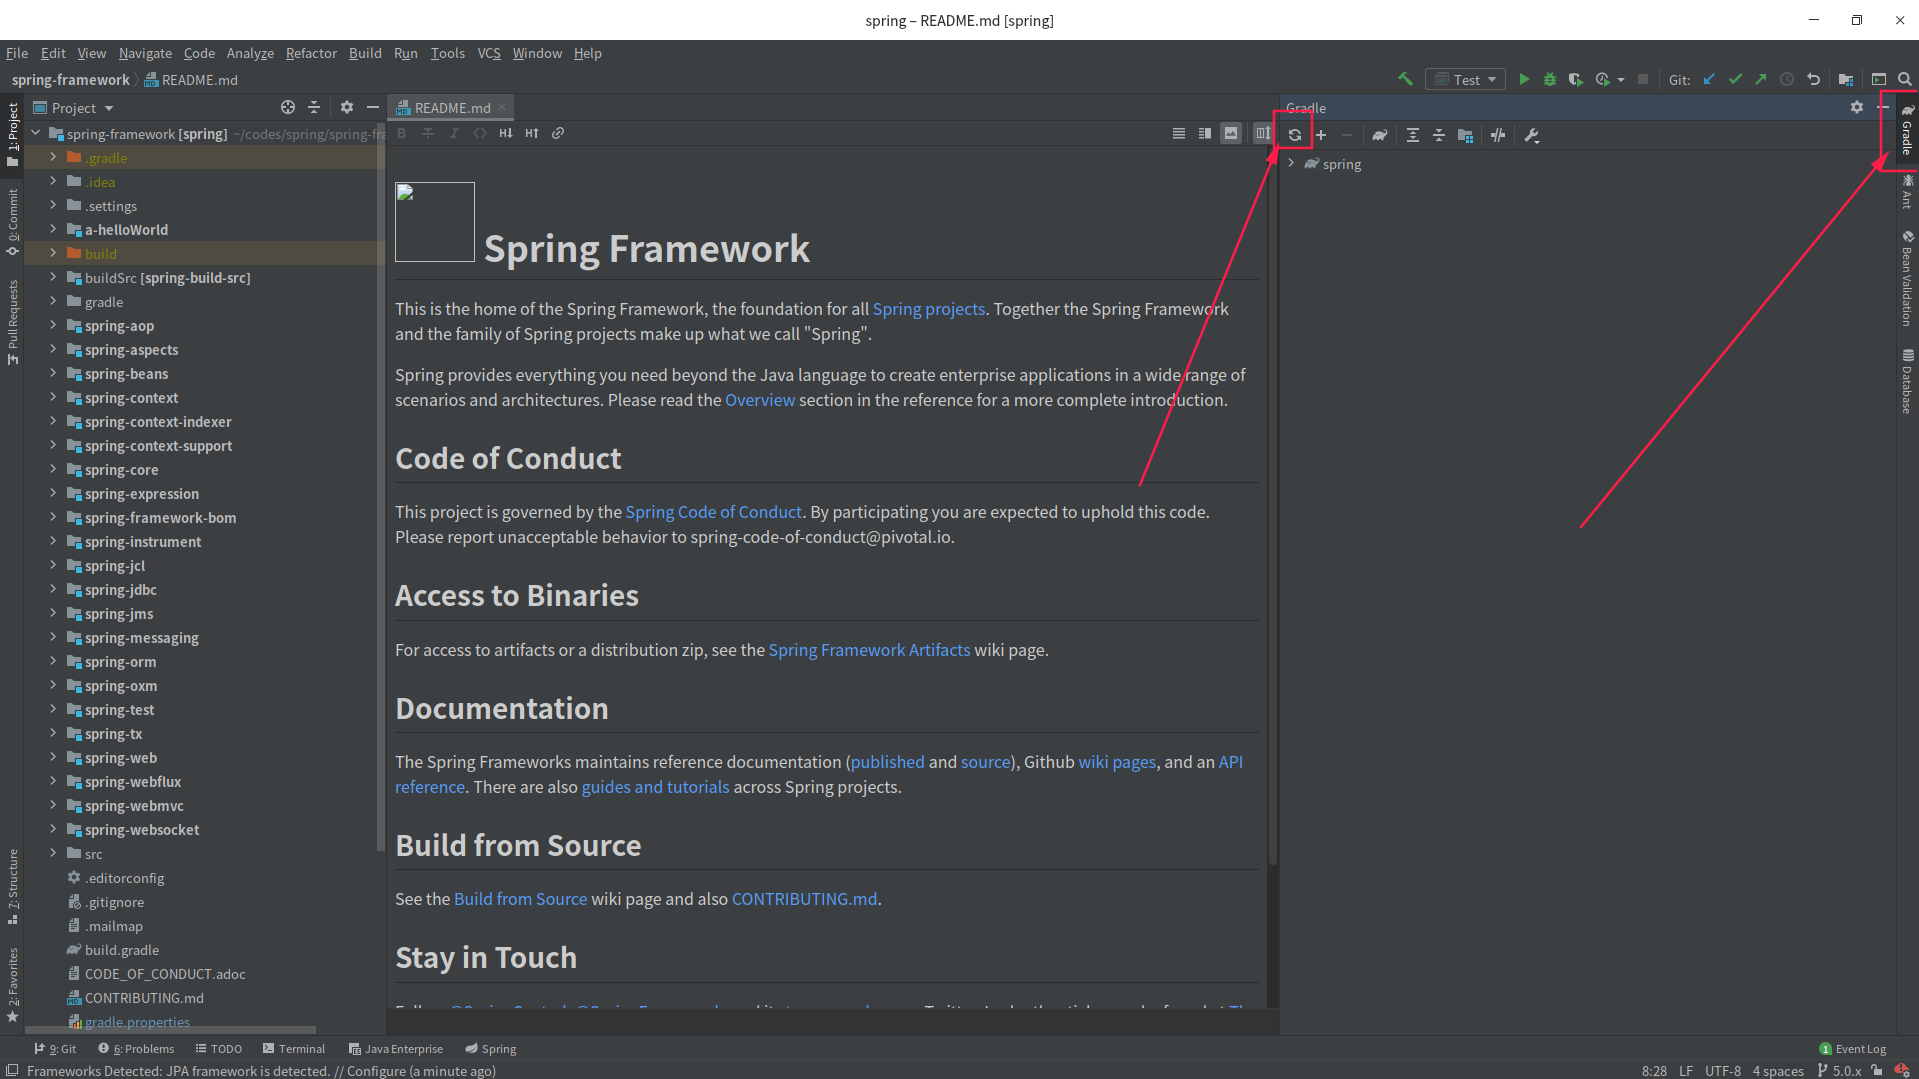 spring – README.md [spring]
File Edit View Navigate Code Analyze Refactor Build Run Tools VCS Window Help
spring-framework README.md
Test
Git:
1: Project
0: Commit
Pull Requests
7: Structure
2: Favorites
Project
spring-framework [spring] ~/codes/spring/spring-fra
.gradle
.idea
.settings
a-helloWorld
build
buildSrc [spring-build-src]
gradle
spring-aop
spring-aspects
spring-beans
spring-context
spring-context-indexer
spring-context-support
spring-core
spring-expression
spring-framework-bom
spring-instrument
spring-jcl
spring-jdbc
spring-jms
spring-messaging
spring-orm
spring-oxm
spring-test
spring-tx
spring-web
spring-webflux
spring-webmvc
spring-websocket
src
.editorconfig
.gitignore
.mailmap
build.gradle
CODE_OF_CONDUCT.adoc
CONTRIBUTING.md
gradle.properties
README.md
B T I <> H↓ H↑
Spring Framework
This is the home of the Spring Framework, the foundation for all Spring projects. Together the Spring Framework
and the family of Spring projects make up what we call "Spring".
Spring provides everything you need beyond the Java language to create enterprise applications in a wide range of
scenarios and architectures. Please read the Overview section in the reference for a more complete introduction.
Code of Conduct
This project is governed by the Spring Code of Conduct. By participating you are expected to uphold this code.
Please report unacceptable behavior to spring-code-of-conduct@pivotal.io.
Access to Binaries
For access to artifacts or a distribution zip, see the Spring Framework Artifacts wiki page.
Documentation
The Spring Frameworks maintains reference documentation (published and source), Github wiki pages, and an API
reference. There are also guides and tutorials across Spring projects.
Build from Source
See the Build from Source wiki page and also CONTRIBUTING.md.
Stay in Touch
Gradle
spring
Gradle
Ant
Bean Validation
Database
9: Git 6: Problems TODO Terminal Java Enterprise Spring
1 Event Log
Frameworks Detected: JPA framework is detected. // Configure (a minute ago)
8:28 LF UTF-8 4 spaces 5.0.x